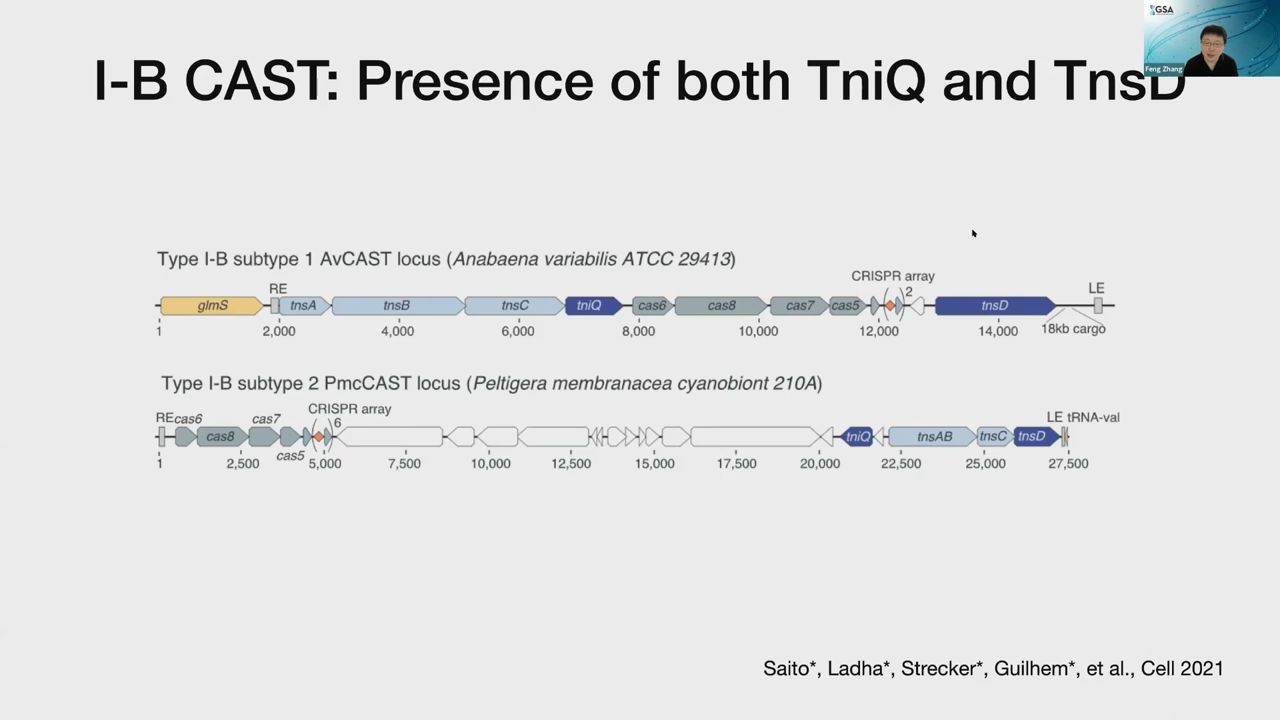 GSA
Feng Zhang
I-B CAST: Presence of both TniQ and TnsD
Type I-B subtype 1 AvCAST locus (Anabaena variabilis ATCC 29413)
CRISPR array
RE 2 LE
glmS tnsA tnsB tnsC tniQ cas6 cas8 cas7 cas5 tnsD
1 2,000 4,000 6,000 8,000 10,000 12,000 14,000 18kb cargo
Type I-B subtype 2 PmcCAST locus (Peltigera membranacea cyanobiont 210A)
CRISPR array
RE cas6 cas7 6 LE tRNA-val
cas8 tniQ tnsAB tnsC tnsD
cas5
1 2,500 5,000 7,500 10,000 12,500 15,000 17,500 20,000 22,500 25,000 27,500
Saito*, Ladha*, Strecker*, Guilhem*, et al., Cell 2021